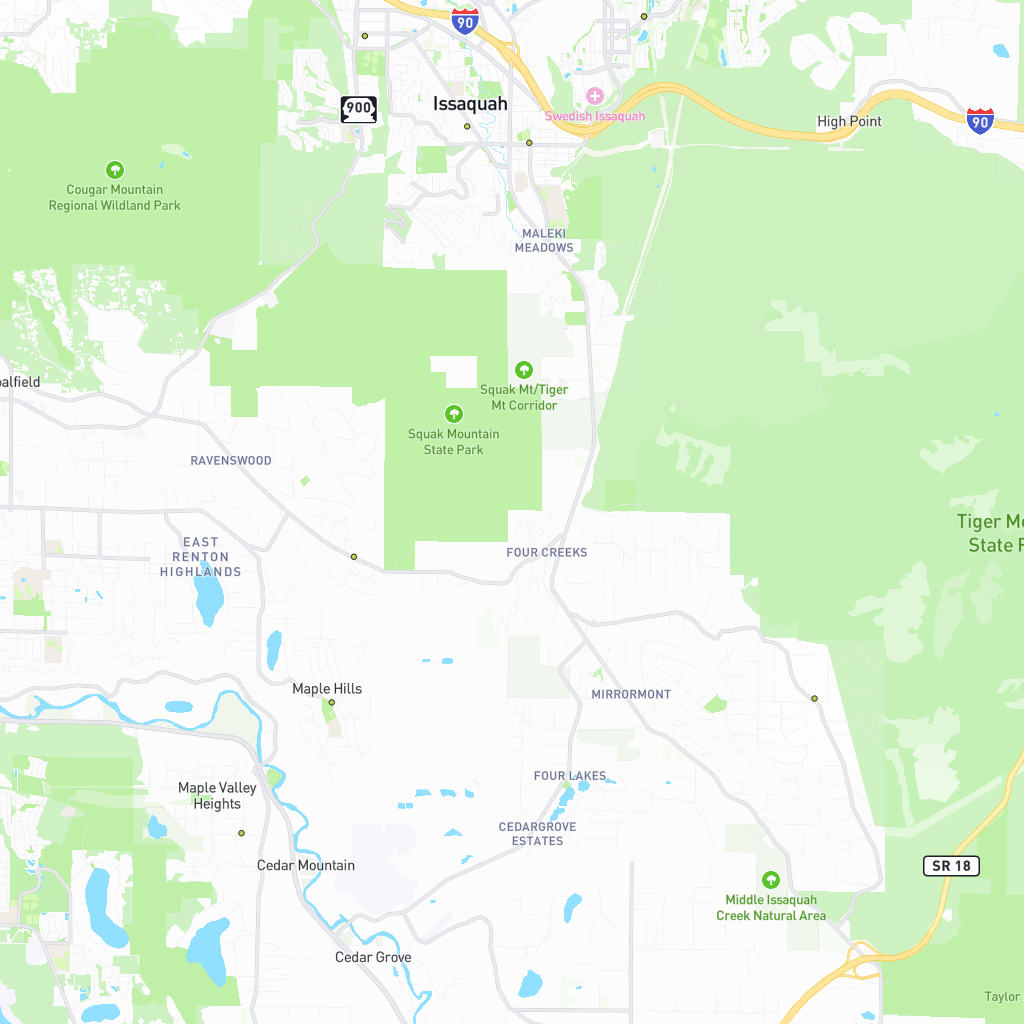 90
900
Issaquah
Swedish Issaquah
High Point
90
Cougar Mountain
Regional Wildland Park
MALEKI
MEADOWS
Squak Mt/Tiger
Mt Corridor
Squak Mountain
State Park
RAVENSWOOD
EAST
RENTON
HIGHLANDS
FOUR CREEKS
State
Maple Hills
MIRRORMONT
FOUR LAKES
Maple Valley
Heights
CEDARGROVE
ESTATES
Cedar Mountain
SR 18
Middle Issaquah
Creek Natural Area
Cedar Grove
Taylor
Tiger